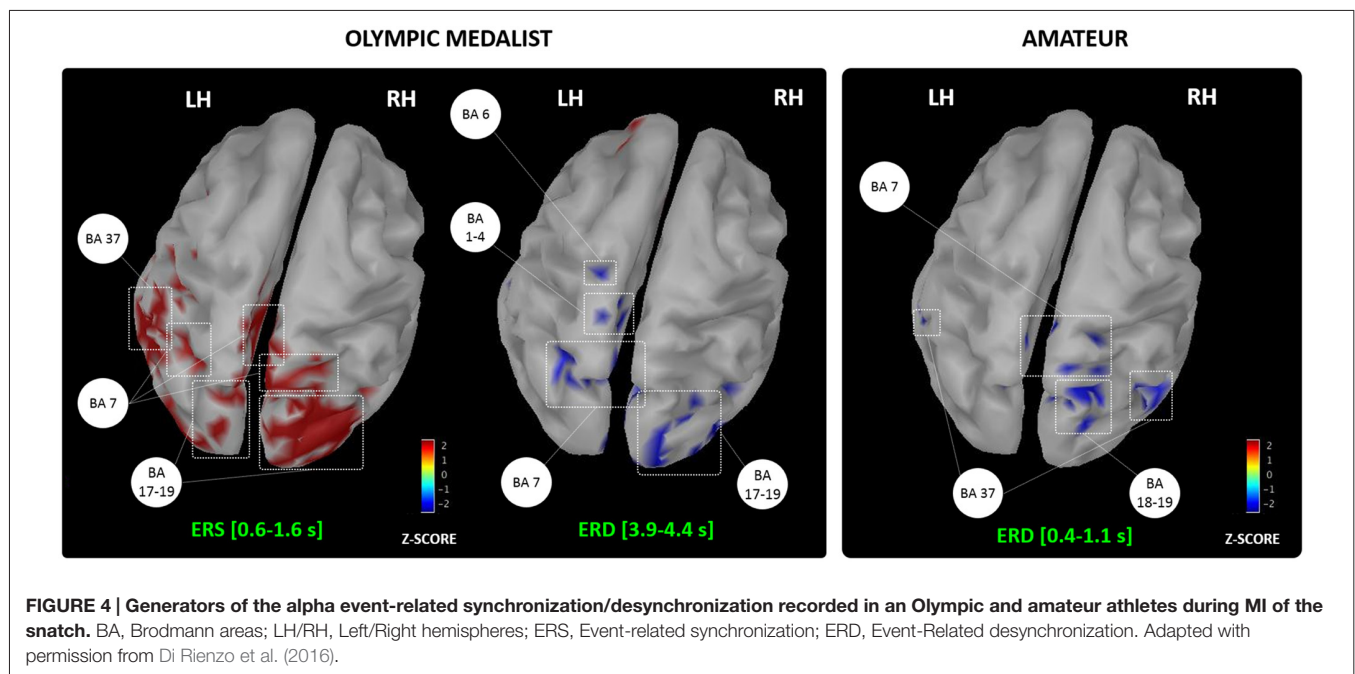 OLYMPIC MEDALIST
AMATEUR
LH
RH
BA 37
BA 7
BA
17-19
ERS [0.6-1.6 s]
2
1
0
-1
-2
Z-SCORE
LH
RH
BA 6
BA
1-4
BA 7
BA
17-19
ERD [3.9-4.4 s]
LH
RH
BA 7
BA 37
BA
18-19
ERD [0.4-1.1 s]
2
1
0
-1
-2
Z-SCORE
FIGURE 4 | Generators of the alpha event-related synchronization/desynchronization recorded in an Olympic and amateur athletes during MI of the
snatch. BA, Brodmann areas; LH/RH, Left/Right hemispheres; ERS, Event-related synchronization; ERD, Event-Related desynchronization. Adapted with
permission from Di Rienzo et al. (2016).